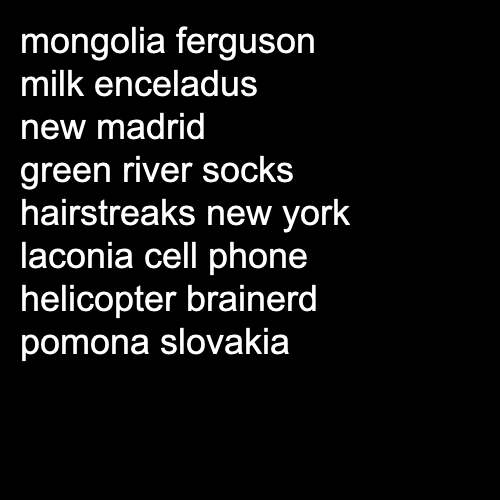 mongolia ferguson
milk enceladus
new madrid
green river socks
hairstreaks new york
laconia cell phone
helicopter brainerd
pomona slovakia